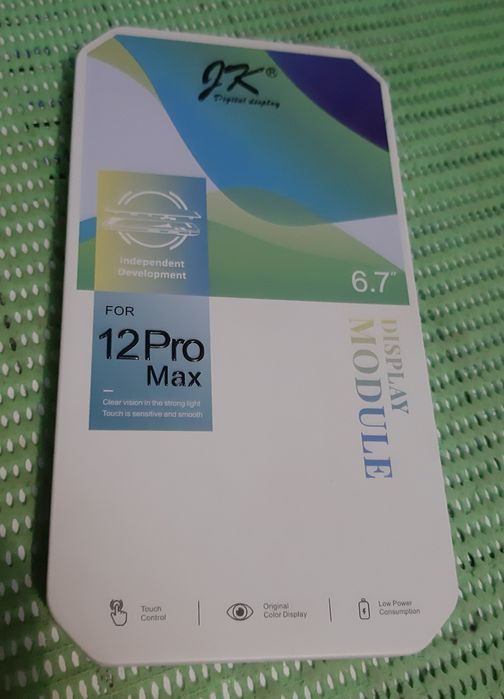 JK®
Digital display
Independent
Development
6.7"
FOR
12Pro
Max
Clear vision in the strong light
Touch is sensitive and smooth
DISPLAY
MODULE
Touch
Control
Original
Color Display
Low Power
Consumption